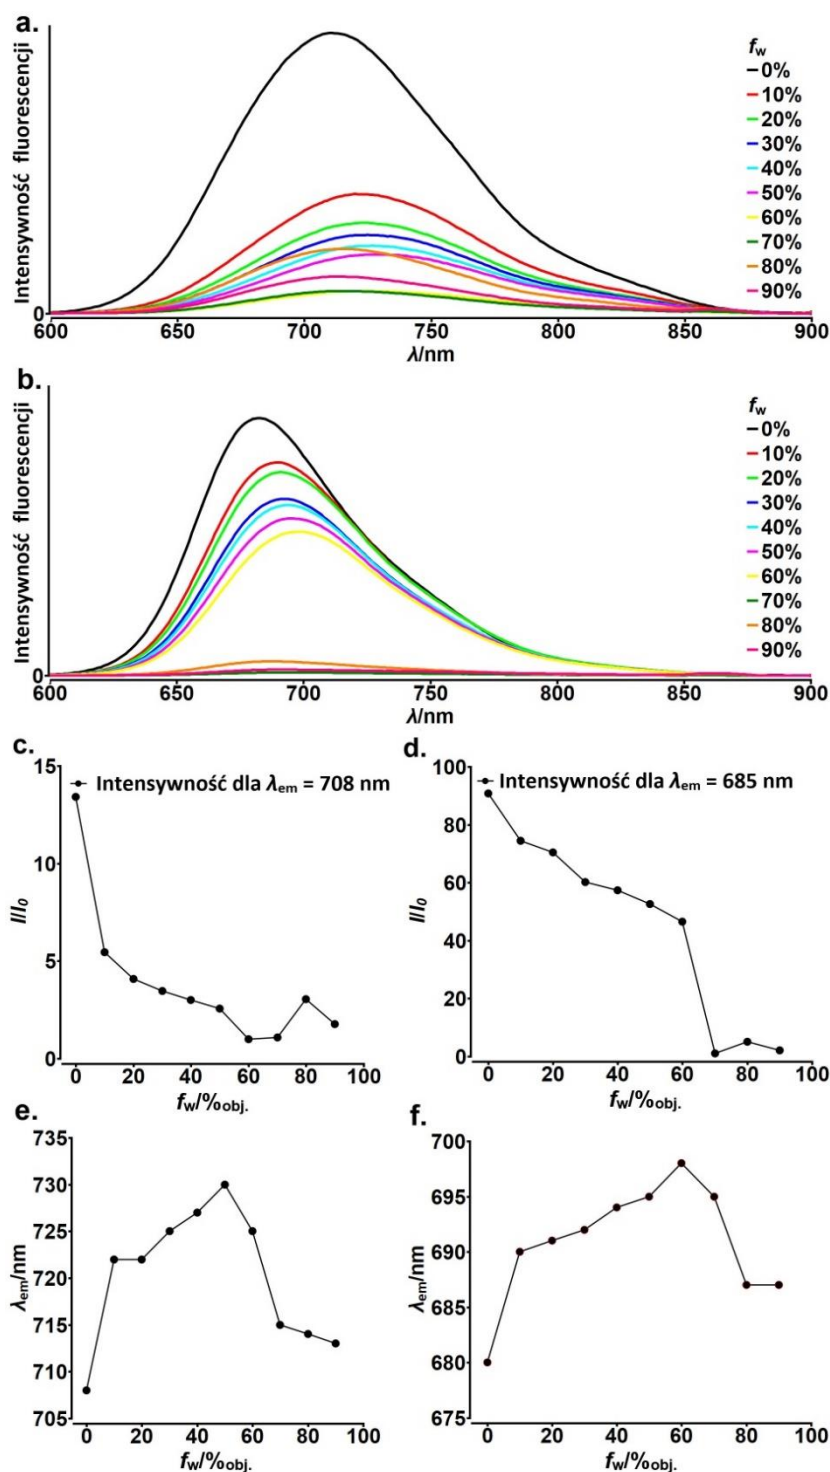 a.
Intensywność fluorescencji
f_w
0%
10%
20%
30%
40%
50%
60%
70%
80%
90%
0
600 650 700 750 800 850 900
λ/nm
b.
Intensywność fluorescencji
f_w
0%
10%
20%
30%
40%
50%
60%
70%
80%
90%
0
600 650 700 750 800 850 900
λ/nm
c.
Intensywność dla λem = 708 nm
15
10
5
0
I/I0
0 20 40 60 80 100
fw/%obj.
d.
Intensywność dla λem = 685 nm
100
80
60
40
20
0
I/I0
0 20 40 60 80 100
fw/%obj.
e.
735
730
725
720
715
710
705
λem/nm
0 20 40 60 80 100
fw/%obj.
f.
700
695
690
685
680
675
λem/nm
0 20 40 60 80 100
fw/%obj.